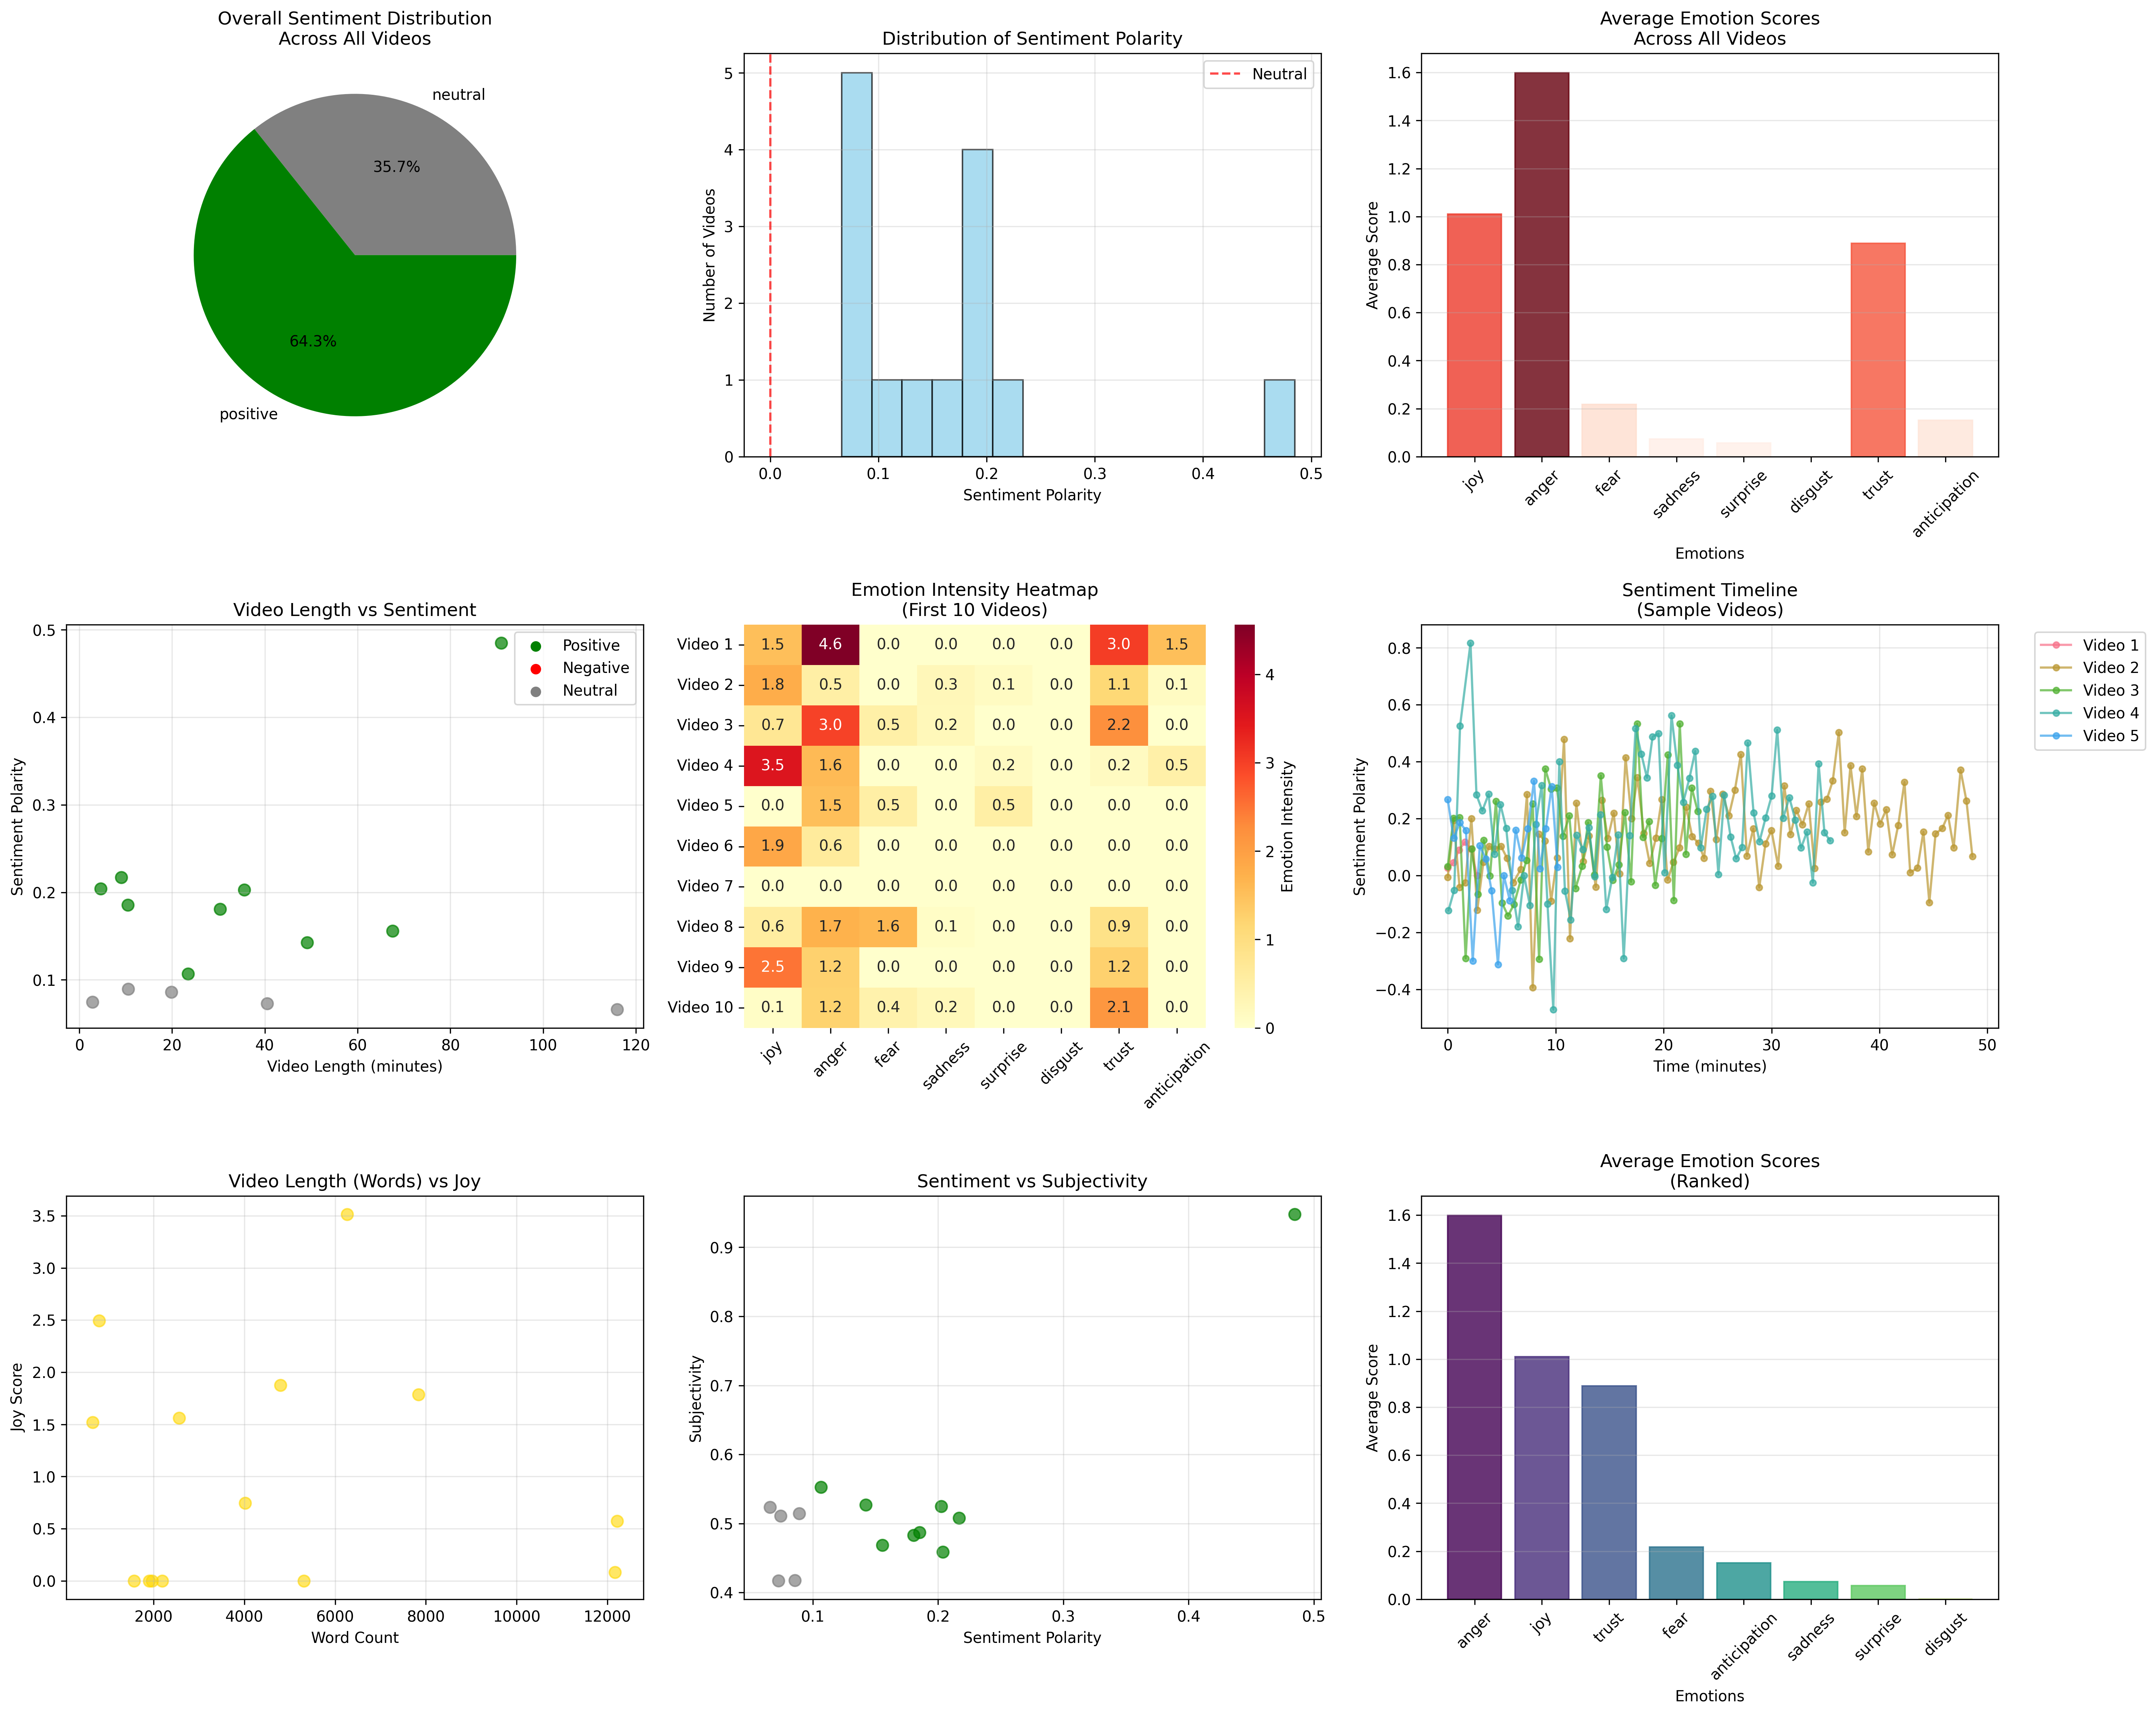 Overall Sentiment Distribution
Across All Videos
neutral
35.7%
64.3%
positive
Distribution of Sentiment Polarity
Neutral
Number of Videos
5
4
3
2
1
0
0.0 0.1 0.2 0.3 0.4 0.5
Sentiment Polarity
Average Emotion Scores
Across All Videos
Average Score
1.6
1.4
1.2
1.0
0.8
0.6
0.4
0.2
0.0
joy anger fear sadness surprise disgust trust anticipation
Emotions
Video Length vs Sentiment
Positive
Negative
Neutral
Sentiment Polarity
0.5
0.4
0.3
0.2
0.1
0 20 40 60 80 100 120
Video Length (minutes)
Emotion Intensity Heatmap
(First 10 Videos)
Video 1 1.5 4.6 0.0 0.0 0.0 0.0 3.0 1.5
Video 2 1.8 0.5 0.0 0.3 0.1 0.0 1.1 0.1
Video 3 0.7 3.0 0.5 0.2 0.0 0.0 2.2 0.0
Video 4 3.5 1.6 0.0 0.0 0.2 0.0 0.2 0.5
Video 5 0.0 1.5 0.5 0.0 0.5 0.0 0.0 0.0
Video 6 1.9 0.6 0.0 0.0 0.0 0.0 0.0 0.0
Video 7 0.0 0.0 0.0 0.0 0.0 0.0 0.0 0.0
Video 8 0.6 1.7 1.6 0.1 0.0 0.0 0.9 0.0
Video 9 2.5 1.2 0.0 0.0 0.0 0.0 1.2 0.0
Video 10 0.1 1.2 0.4 0.2 0.0 0.0 2.1 0.0
joy anger fear sadness surprise disgust trust anticipation
4
3
2
1
0
Emotion Intensity
Sentiment Timeline
(Sample Videos)
Video 1
Video 2
Video 3
Video 4
Video 5
Sentiment Polarity
0.8
0.6
0.4
0.2
0.0
−0.2
−0.4
0 10 20 30 40 50
Time (minutes)
Video Length (Words) vs Joy
Joy Score
3.5
3.0
2.5
2.0
1.5
1.0
0.5
0.0
2000 4000 6000 8000 10000 12000
Word Count
Sentiment vs Subjectivity
Subjectivity
0.9
0.8
0.7
0.6
0.5
0.4
0.1 0.2 0.3 0.4 0.5
Sentiment Polarity
Average Emotion Scores
(Ranked)
Average Score
1.6
1.4
1.2
1.0
0.8
0.6
0.4
0.2
0.0
anger joy trust fear anticipation sadness surprise disgust
Emotions